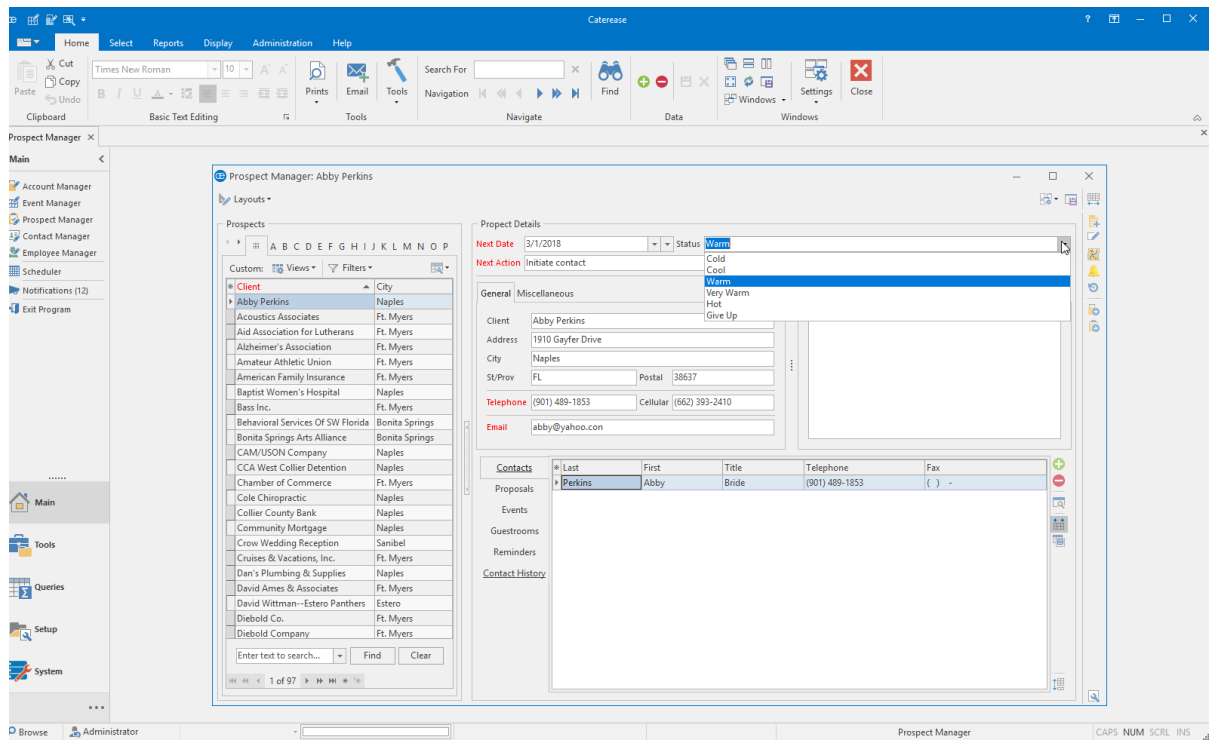 Caterease
Home Select Reports Display Administration Help
Paste
Cut
Copy
Undo
Times New Roman 10
B I U A
Prints Email Tools
Search For
Navigation
Find
Windows
Settings Close
Clipboard Basic Text Editing Tools Navigate Data Windows
Prospect Manager
Main
Account Manager
Event Manager
Prospect Manager
Contact Manager
Employee Manager
Scheduler
Notifications (12)
Exit Program
Main
Tools
Queries
Setup
System
Prospect Manager: Abby Perkins
Layouts
Prospects
A B C D E F G H I J K L M N O P
Custom: Views Filters
Client City
Abby Perkins Naples
Acoustics Associates Ft. Myers
Aid Association for Lutherans Ft. Myers
Alzheimer's Association Ft. Myers
Amateur Athletic Union Ft. Myers
American Family Insurance Ft. Myers
Baptist Women's Hospital Naples
Bass Inc. Ft. Myers
Behavioral Services Of SW Florida Bonita Springs
Bonita Springs Arts Alliance Bonita Springs
CAM/USON Company Naples
CCA West Collier Detention Naples
Chamber of Commerce Ft. Myers
Cole Chiropractic Naples
Collier County Bank Naples
Community Mortgage Naples
Crow Wedding Reception Sanibel
Cruises & Vacations, Inc. Ft. Myers
Dan's Plumbing & Supplies Naples
David Ames & Associates Ft. Myers
David Wittman--Estero Panthers Estero
Diebold Co. Ft. Myers
Diebold Company Ft. Myers
Enter text to search... Find Clear
1 of 97
Propect Details
Next Date 3/1/2018 Status Warm
Next Action Initiate contact
Cold
Cool
Warm
Very Warm
Hot
Give Up
General Miscellaneous
Client Abby Perkins
Address 1910 Gayfer Drive
City Naples
St/Prov FL Postal 38637
Telephone (901) 489-1853 Cellular (662) 393-2410
Email abby@yahoo.con
Contacts
Proposals
Events
Guestrooms
Reminders
Contact History
Last First Title Telephone Fax
Perkins Abby Bride (901) 489-1853 ( ) -
Browse Administrator Prospect Manager CAPS NUM SCRL INS